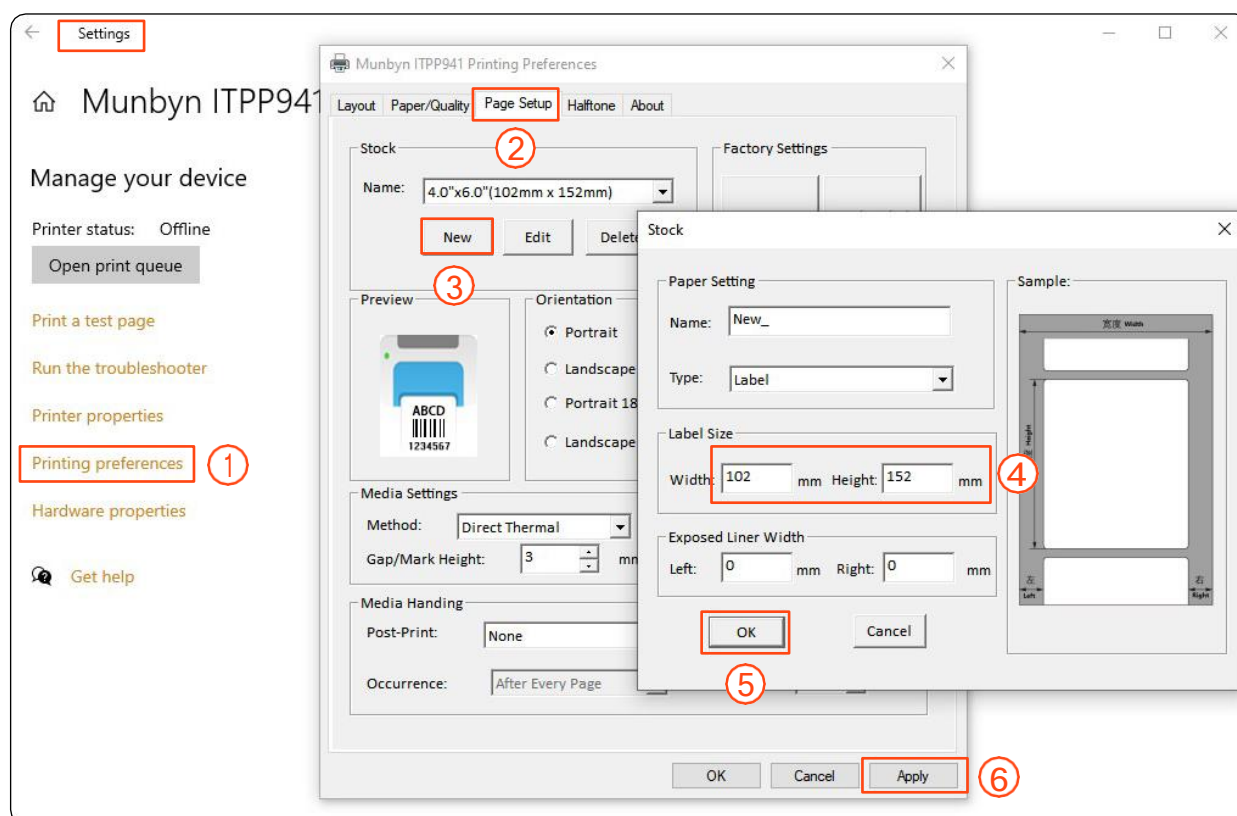 Settings
Munbyn ITPP941
Manage your device
Printer status: Offline
Open print queue
Print a test page
Run the troubleshooter
Printer properties
Printing preferences ①
Hardware properties
Get help
Munbyn ITPP941 Printing Preferences
Layout Paper/Quality Page Setup Halftone About
②
Stock
Name: 4.0"x6.0"(102mm x 152mm)
New Edit Delete
③
Factory Settings
Preview
ABCD
1234567
Orientation
Portrait
Landscape
Portrait 18
Landscape
Media Settings
Method: Direct Thermal
Gap/Mark Height: 3 mm
Media Handing
Post-Print: None
Occurrence: After Every Page
OK Cancel Apply ⑥
Stock
Paper Setting
Name: New_
Type: Label
Label Size
Width: 102 mm Height: 152 mm ④
Exposed Liner Width
Left: 0 mm Right: 0 mm
OK Cancel
⑤
Sample:
宽度 Width
Height
左 右
Left Right